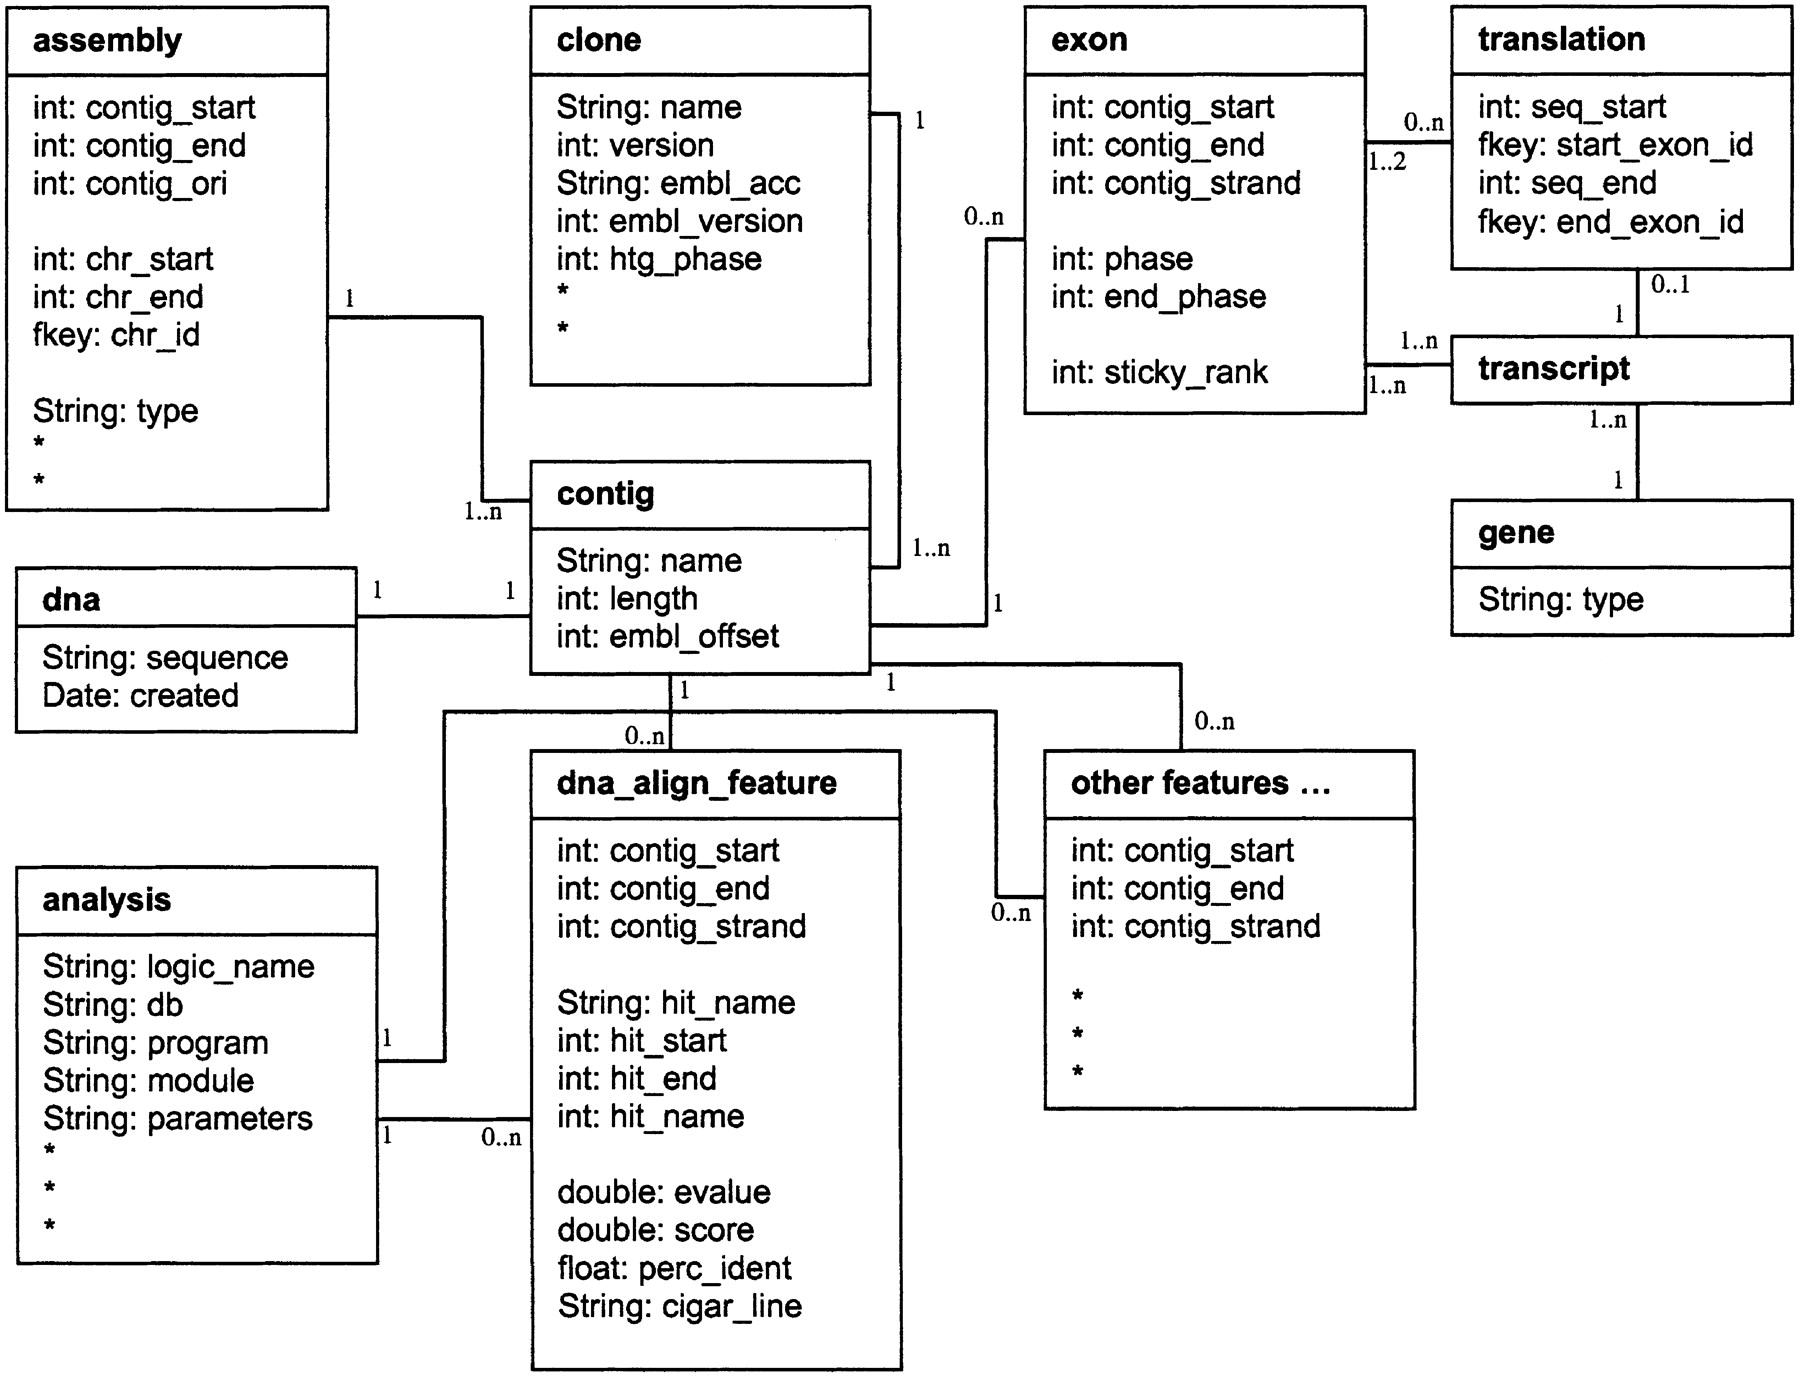 assembly
int: contig_start
int: contig_end
int: contig_ori
int: chr_start
int: chr_end
fkey: chr_id
String: type
*
*
clone
String: name
int: version
String: embl_acc
int: embl_version
int: htg_phase
*
*
exon
int: contig_start
int: contig_end
int: contig_strand
int: phase
int: end_phase
int: sticky_rank
translation
int: seq_start
fkey: start_exon_id
int: seq_end
fkey: end_exon_id
1
0..n
1..2
0..n
1
0..1
1
1..n
1..n
transcript
1..n
1
1..n
contig
String: name
int: length
int: embl_offset
1..n
1
gene
String: type
dna
String: sequence
Date: created
1
1
1
0..n
1
0..n
dna_align_feature
int: contig_start
int: contig_end
int: contig_strand
String: hit_name
int: hit_start
int: hit_end
int: hit_name
double: evalue
double: score
float: perc_ident
String: cigar_line
other features ...
int: contig_start
int: contig_end
int: contig_strand
*
*
*
0..n
analysis
String: logic_name
String: db
String: program
String: module
String: parameters
*
*
*
1
1
0..n